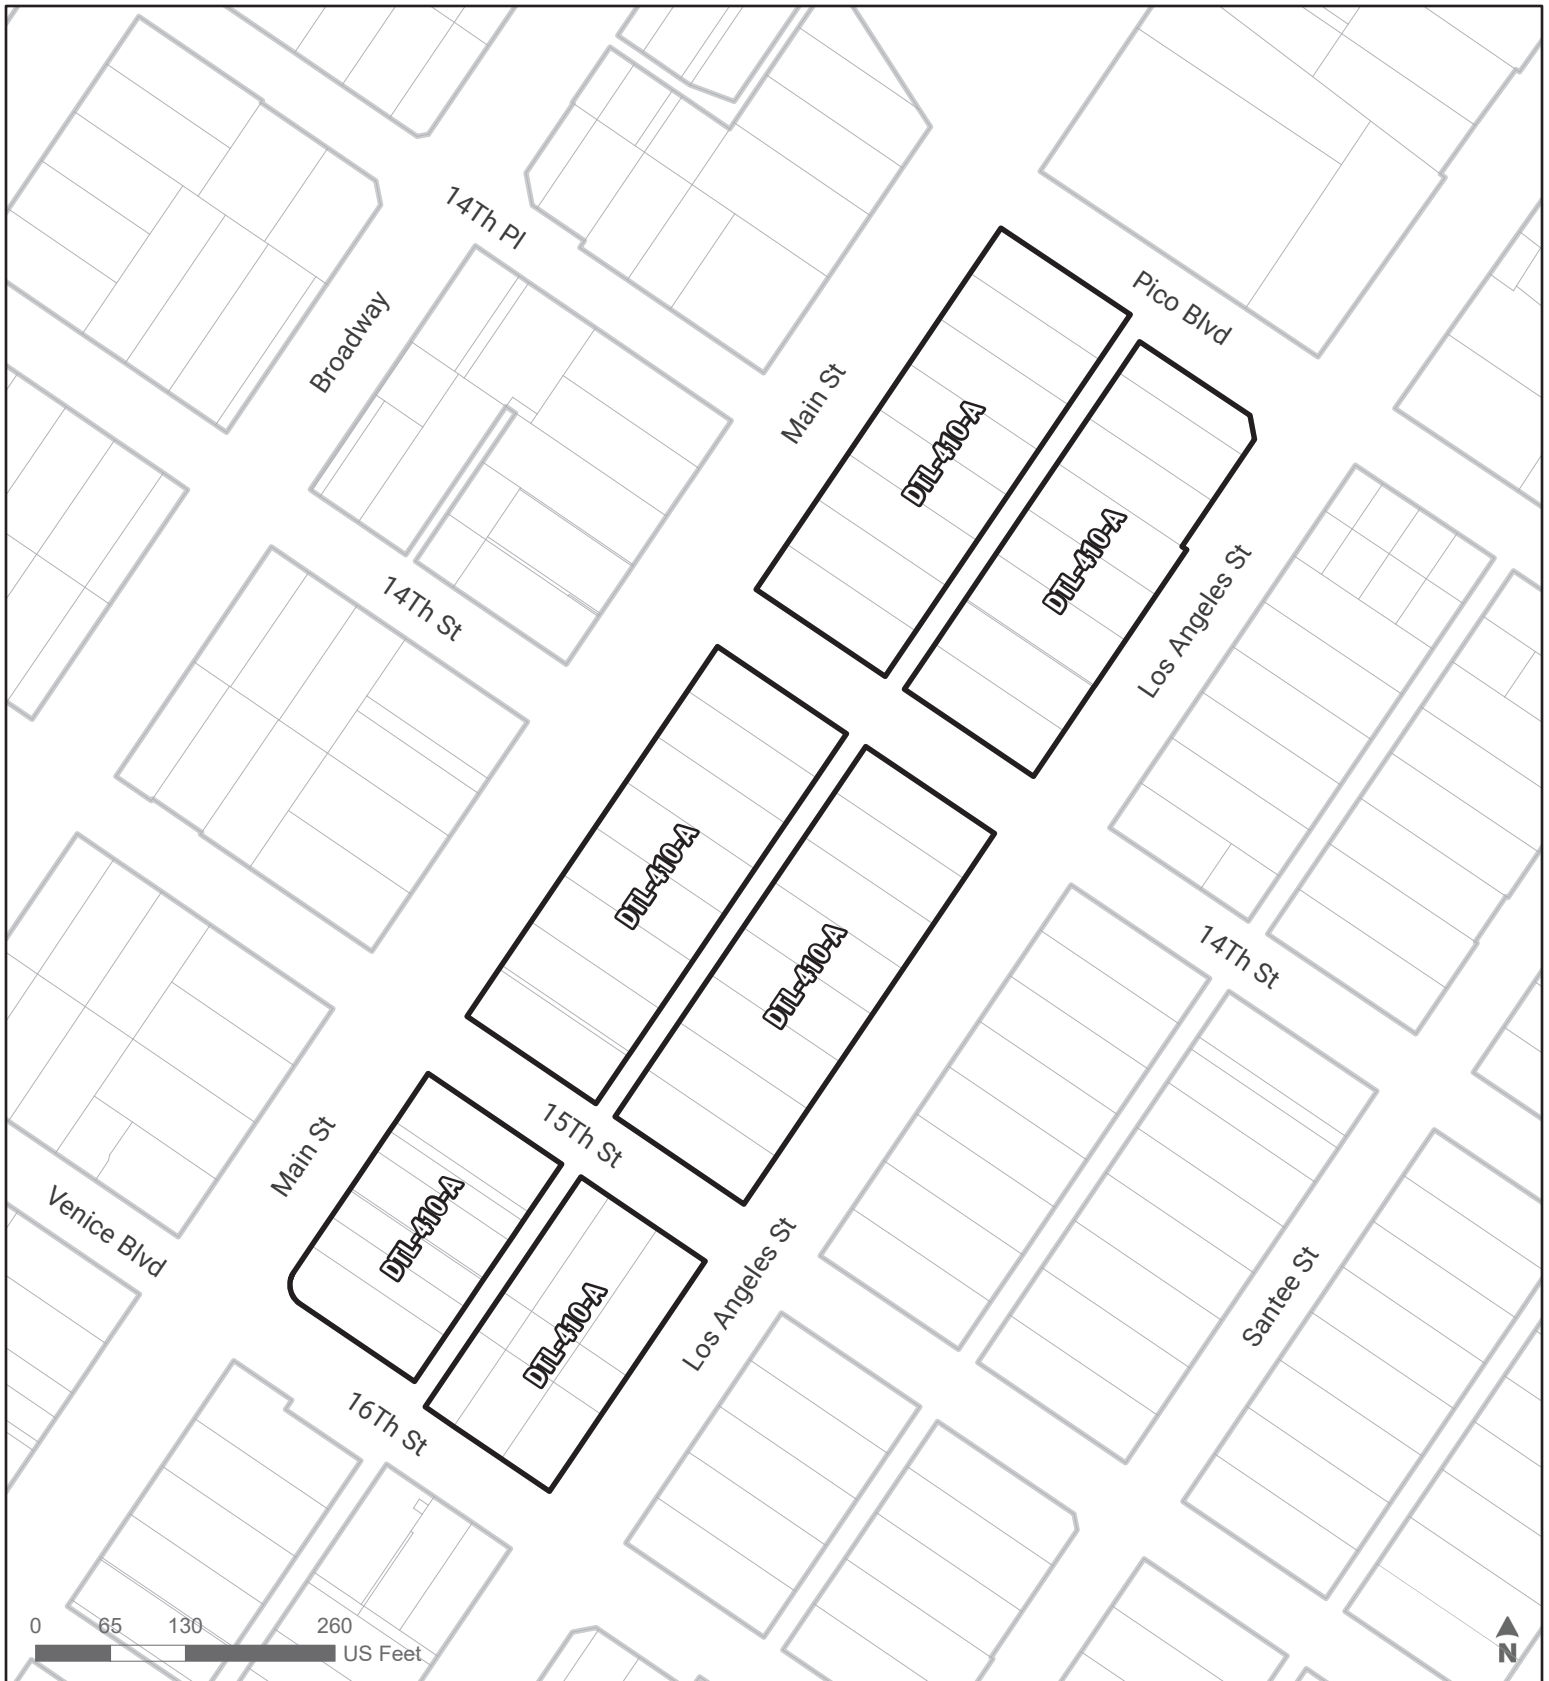 14Th Pl
Pico Blvd
Broadway
Main St
DTL-410-A
DTL-410-A
14Th St
Los Angeles St
DTL-410-A
DTL-410-A
14Th St
15Th St
Main St
DTL-410-A
Venice Blvd
DTL-410-A
Los Angeles St
Santee St
16Th St
0 65 130 260
US Feet
N